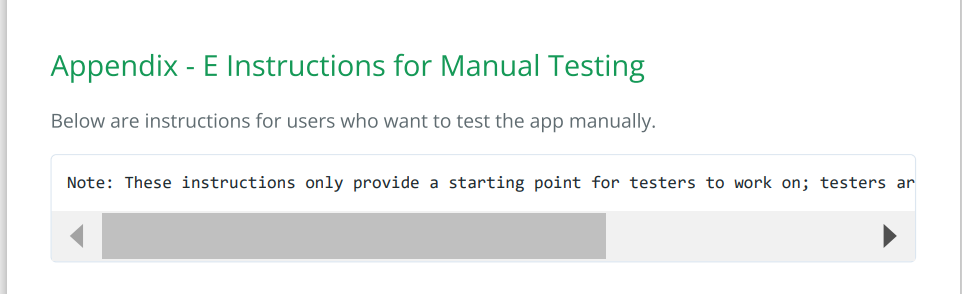 Appendix - E Instructions for Manual Testing
Below are instructions for users who want to test the app manually.
Note: These instructions only provide a starting point for testers to work on; testers ar